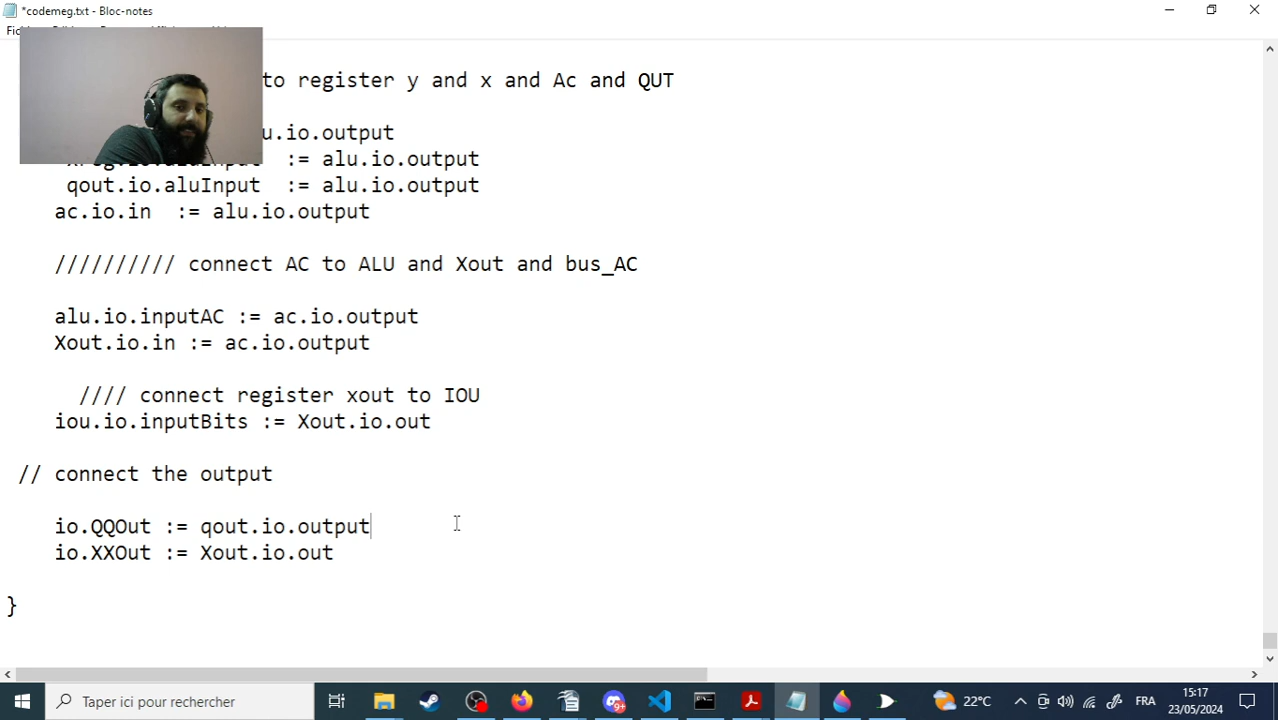 *codemeg.txt - Bloc-notes
to register y and x and Ac and QUT
u.io.output
:= alu.io.output
qout.io.aluInput := alu.io.output
ac.io.in := alu.io.output
////////// connect AC to ALU and Xout and bus_AC
alu.io.inputAC := ac.io.output
Xout.io.in := ac.io.output
//// connect register xout to IOU
iou.io.inputBits := Xout.io.out
// connect the output
io.QQOut := qout.io.output
io.XXOut := Xout.io.out
}
Taper ici pour rechercher
9+
22°C
FRA
15:17
23/05/2024